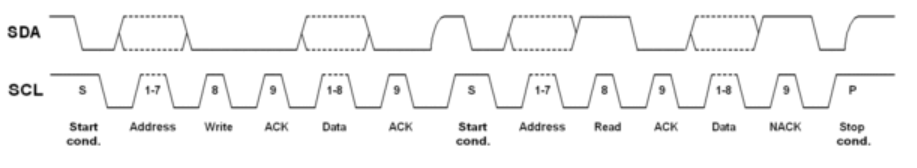 SDA
SCL S 1-7 8 9 1-8 9 S 1-7 8 9 1-8 9 P
Start cond. Address Write ACK Data ACK Start cond. Address Read ACK Data NACK Stop cond.